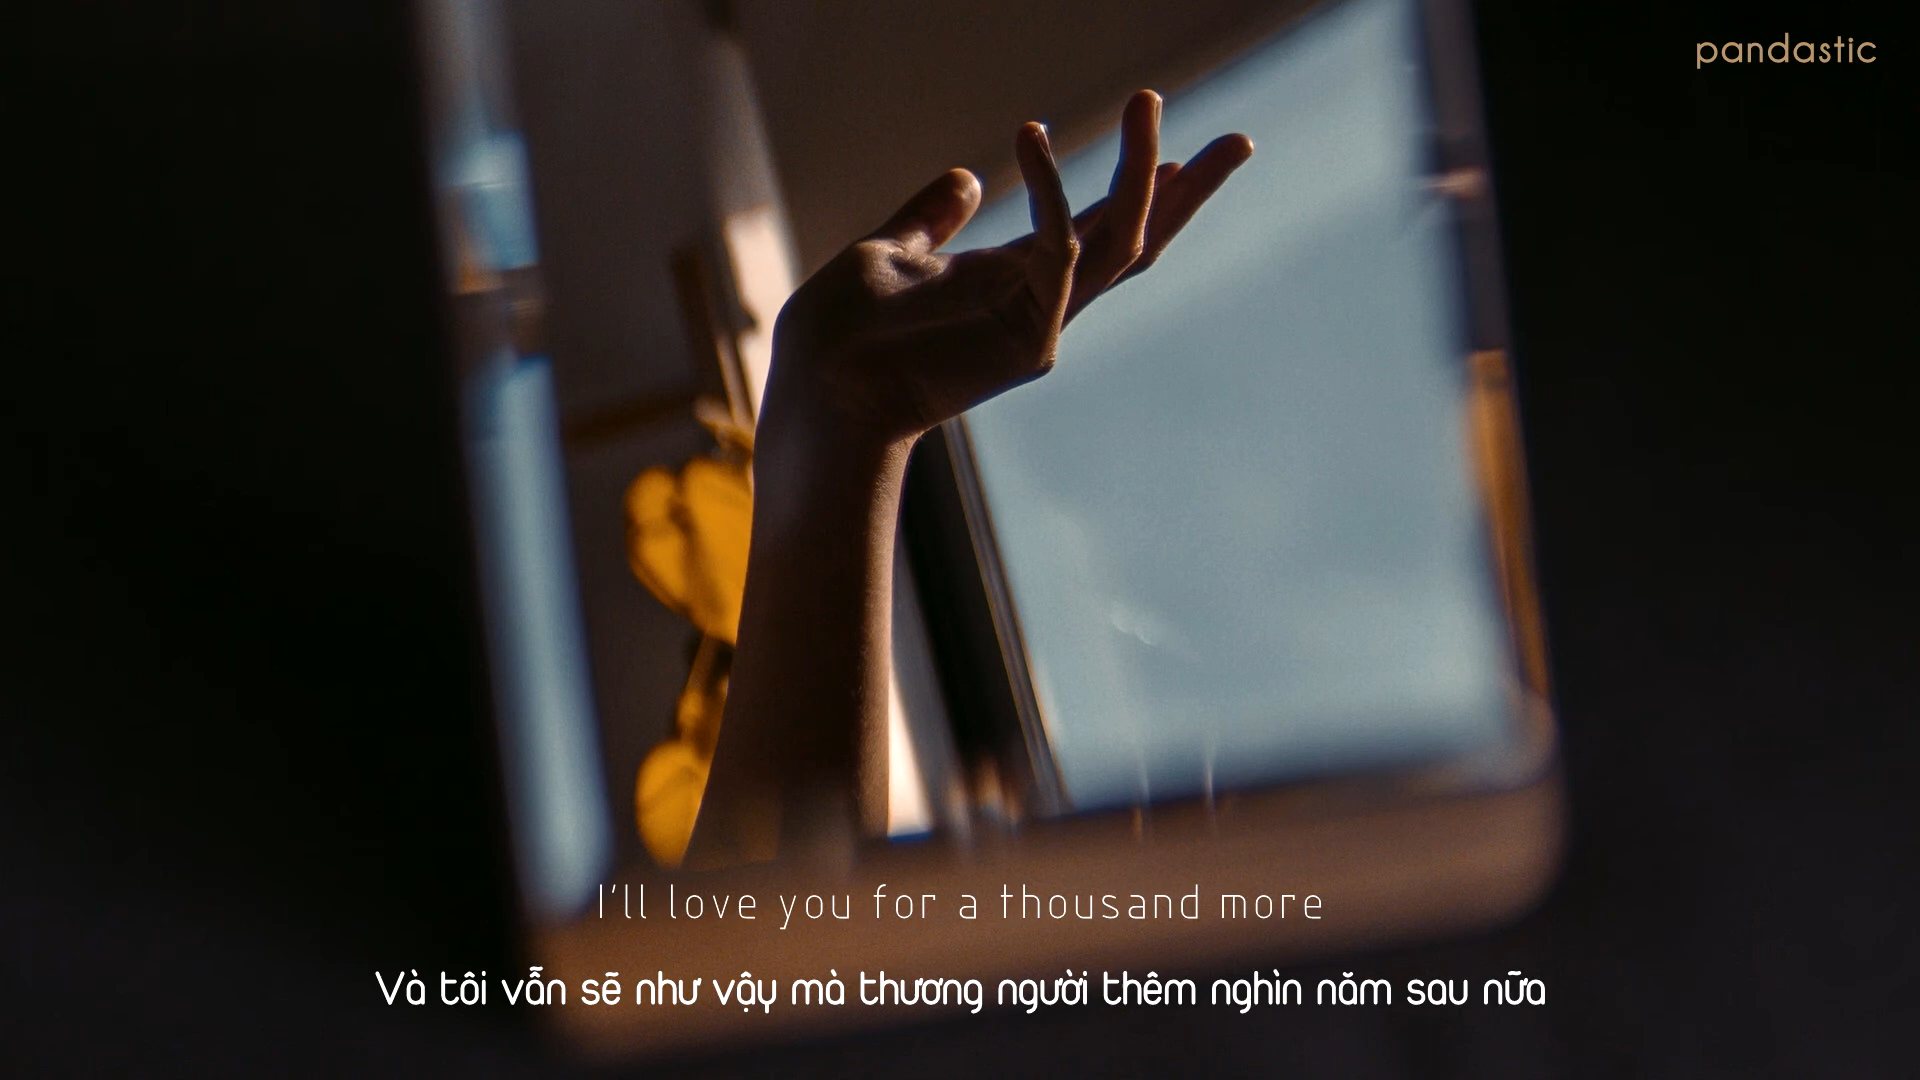 pandastic
I'll love you for a thousand more
Và tôi vẫn sẽ như vậy mà thương người thêm nghìn năm sau nữa